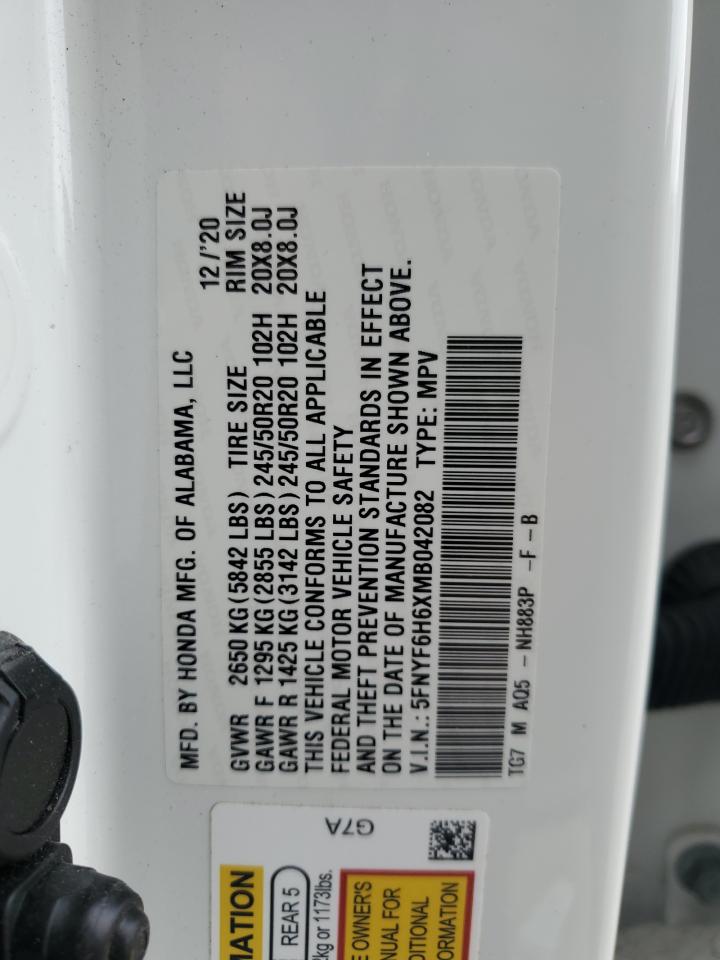 MFD. BY HONDA MFG. OF ALABAMA, LLC 12/'20
GVWR 2650 KG (5842 LBS) TIRE SIZE RIM SIZE
GAWR F 1295 KG (2855 LBS) 245/50R20 102H 20X8.0J
GAWR R 1425 KG (3142 LBS) 245/50R20 102H 20X8.0J
THIS VEHICLE CONFORMS TO ALL APPLICABLE
FEDERAL MOTOR VEHICLE SAFETY
AND THEFT PREVENTION STANDARDS IN EFFECT
ON THE DATE OF MANUFACTURE SHOWN ABOVE.
V.I.N.: 5FNYF6H6XMB042082 TYPE: MPV
TG7 M A05 - NH883P - F - B
G7A
MATION
REAR 5
2kg or 1173lbs.
E OWNER'S
NUAL FOR
DITIONAL
ORMATION